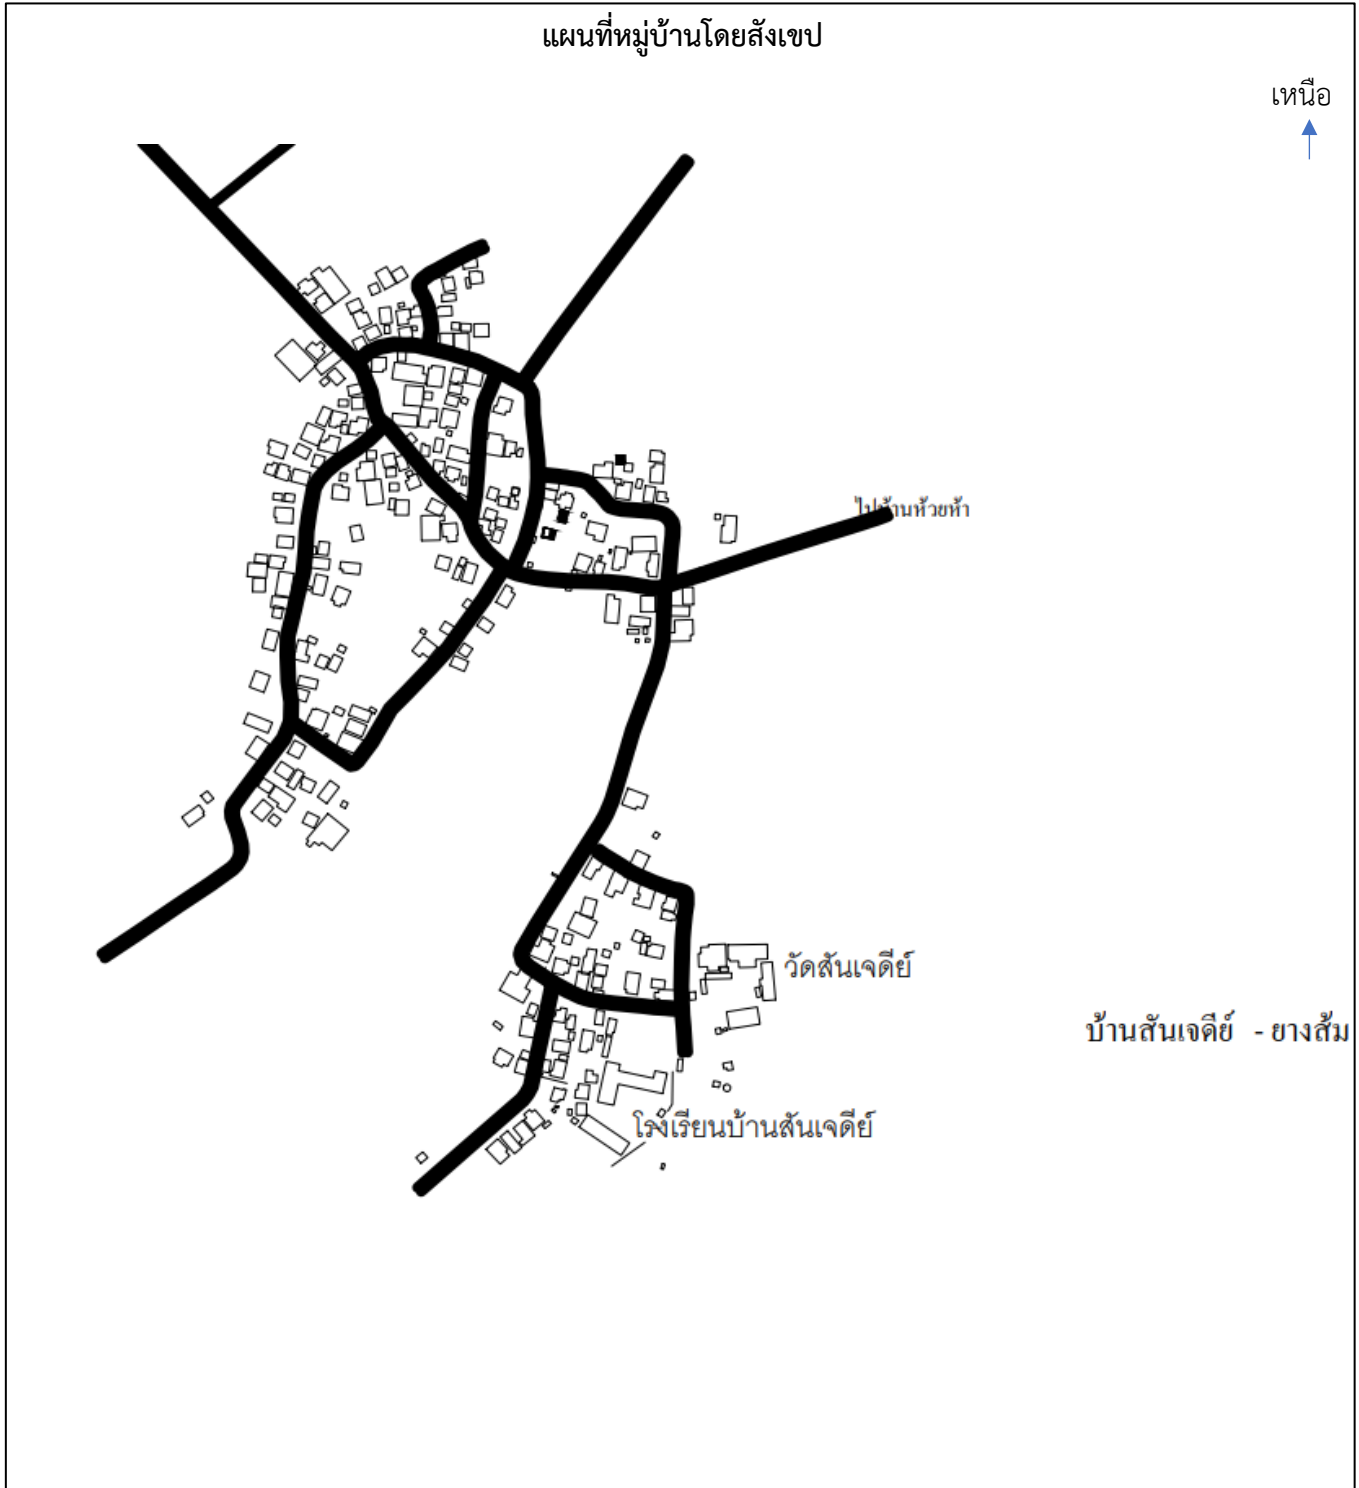 แผนที่หมู่บ้านโดยสังเขป
เหนือ
ไปบ้านห้วยห้า
วัดสันเจดีย์
บ้านสันเจดีย์ - ยางส้ม
โรงเรียนบ้านสันเจดีย์